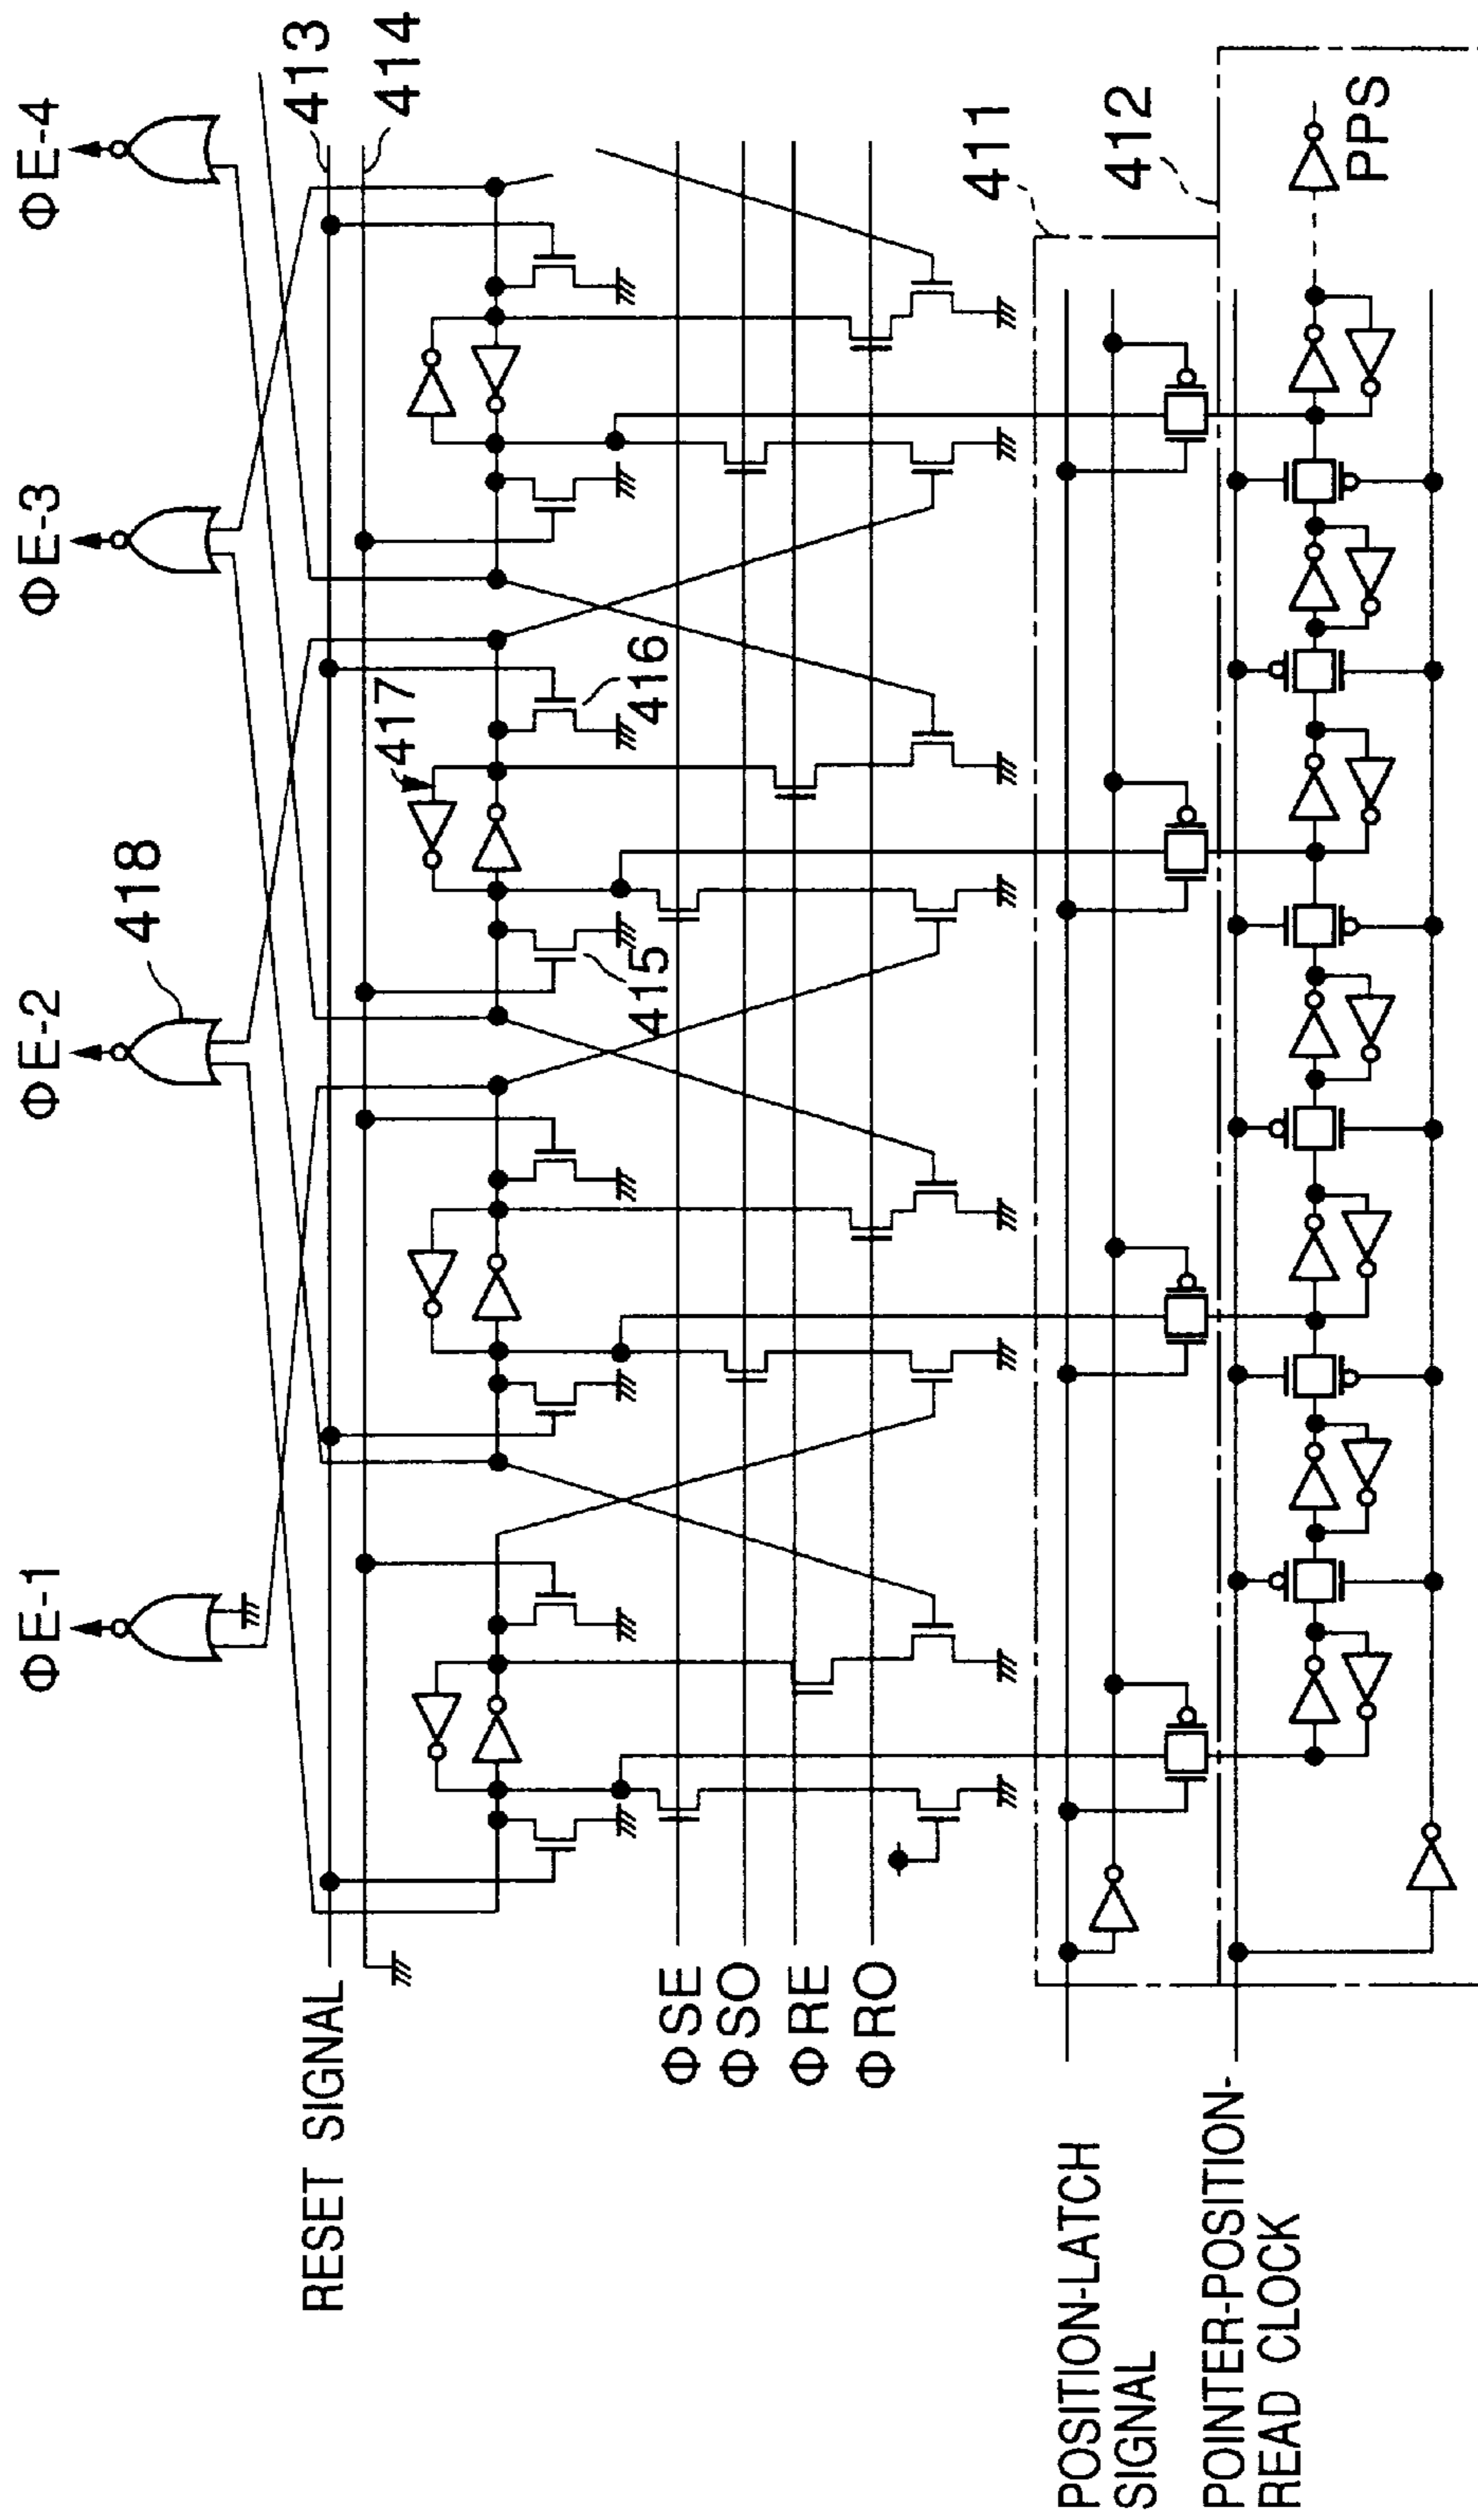 ΦE-1
ΦE-2
ΦE-3
ΦE-4
418
413
414
RESET SIGNAL
417
415
416
ΦSE
ΦSO
ΦRE
ΦRO
411
412
POSITION-LATCH
SIGNAL
POINTER-POSITION-
READ CLOCK
PPS